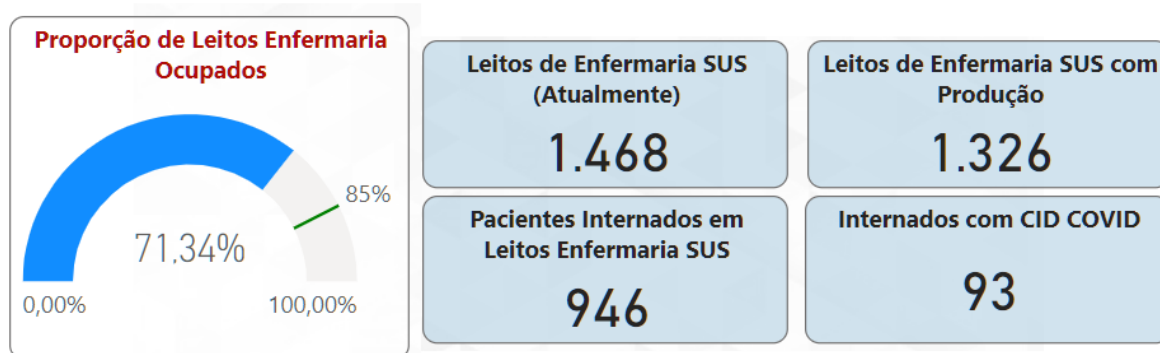 Proporção de Leitos Enfermaria
Ocupados
85%
71,34%
0,00%
100,00%
Leitos de Enfermaria SUS
(Atualmente)
1.468
Leitos de Enfermaria SUS com
Produção
1.326
Pacientes Internados em
Leitos Enfermaria SUS
946
Internados com CID COVID
93